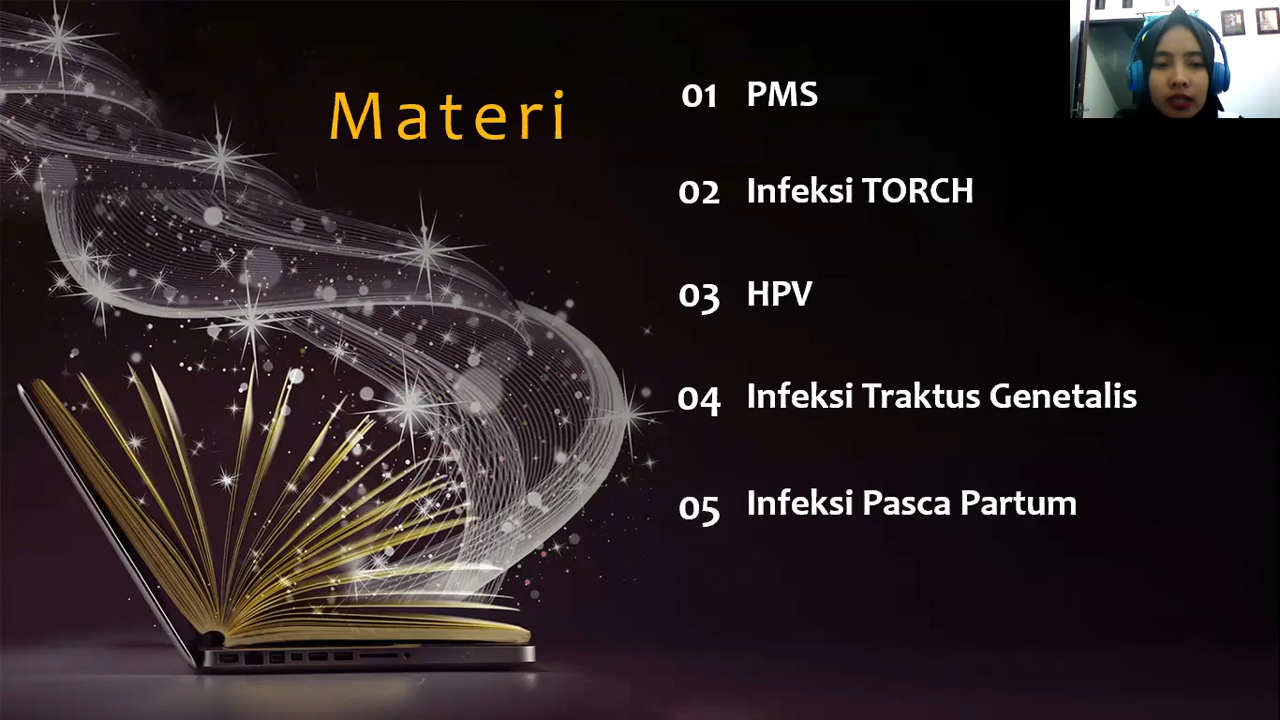 Materi
01 PMS
02 Infeksi TORCH
03 HPV
04 Infeksi Traktus Genetalis
05 Infeksi Pasca Partum